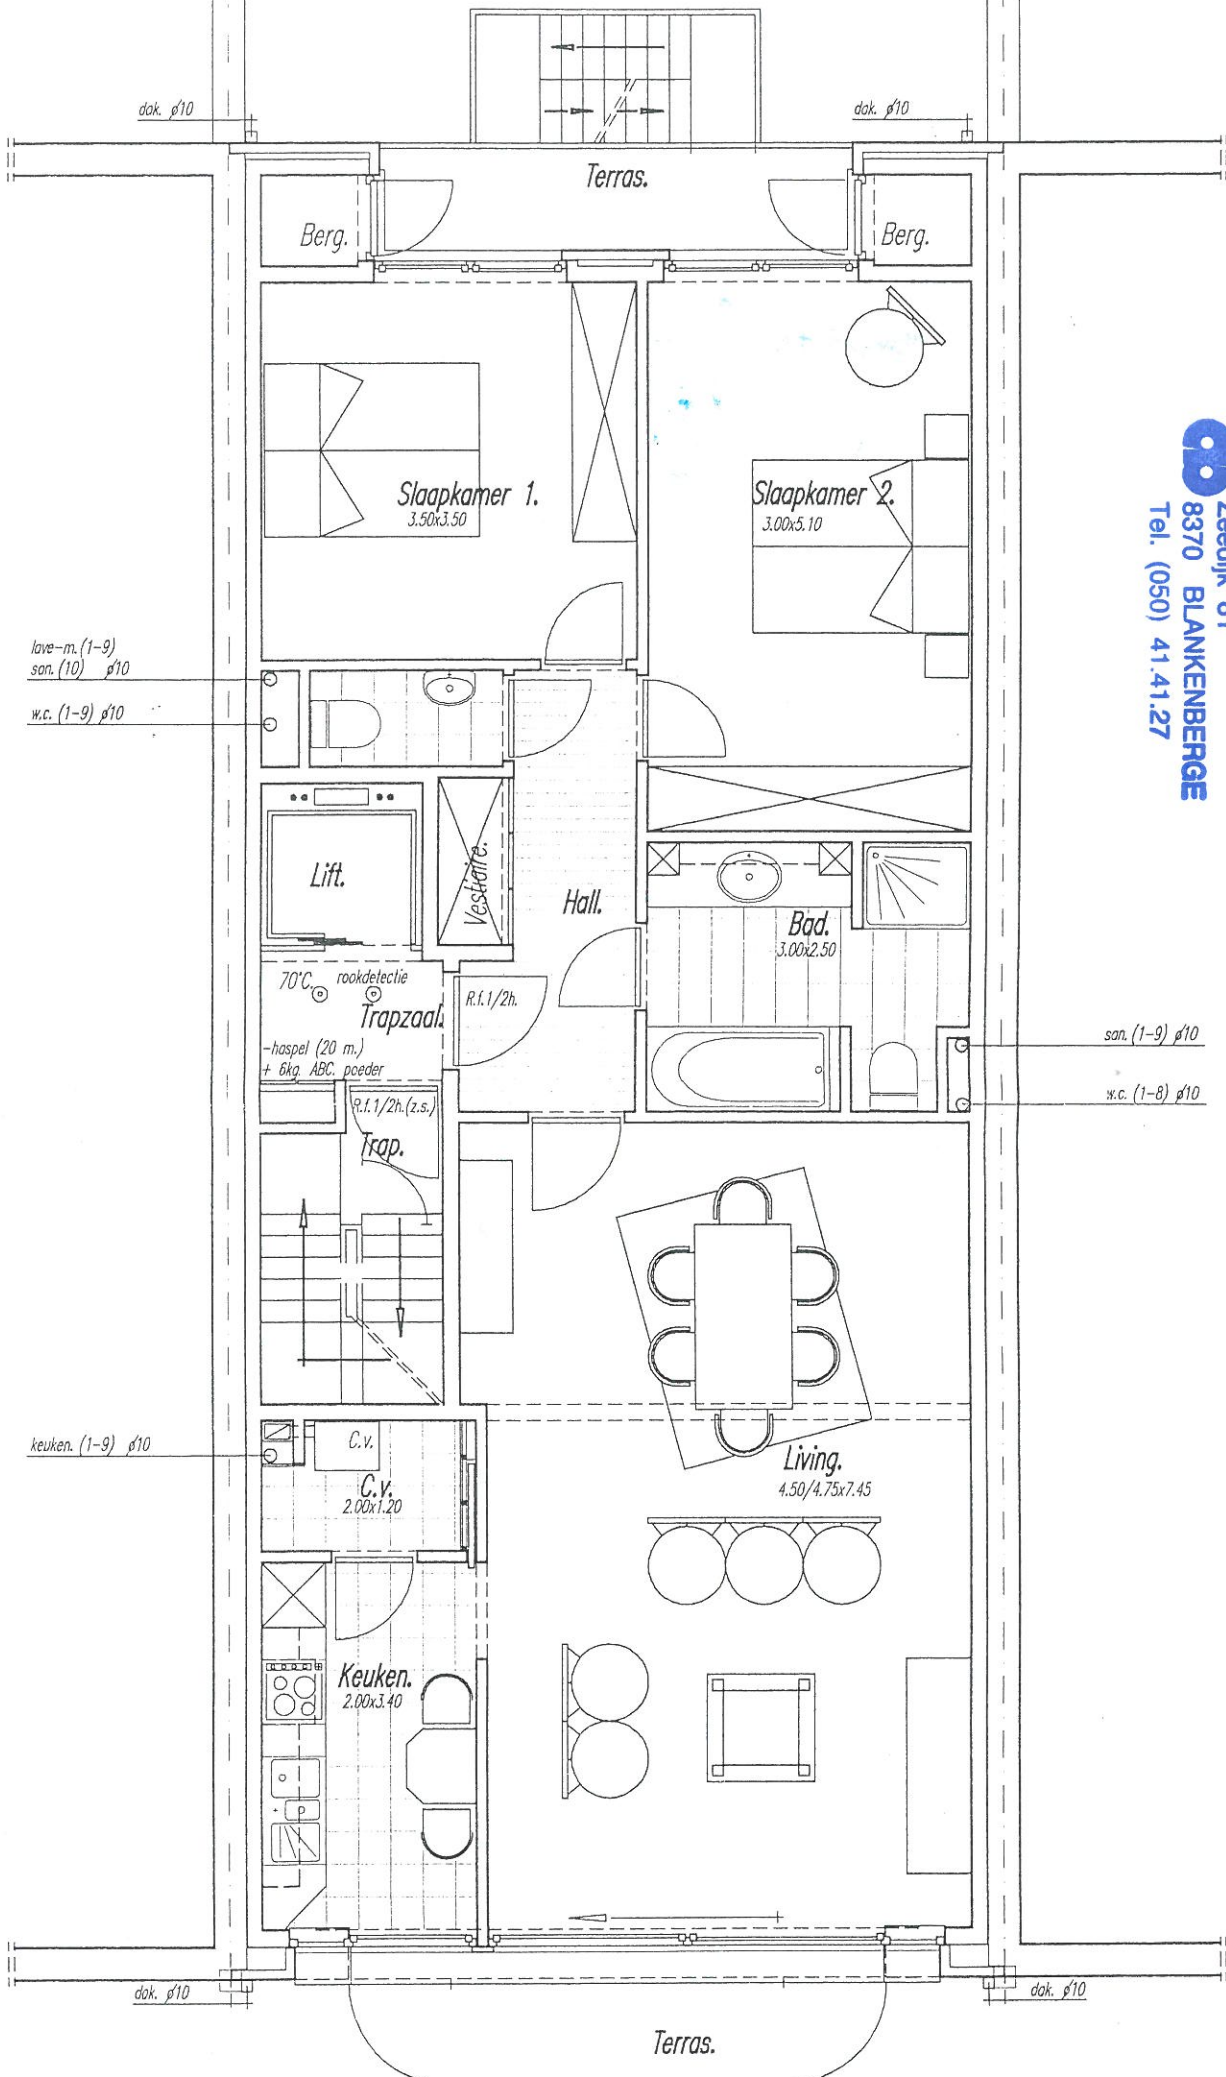 dak. ø10
dak. ø10
Terras.
Berg.
Berg.
Slaapkamer 1.
3.50x3.50
Slaapkamer 2.
3.00x5.10
8370 BLANKENBERGE
Tel. (050) 41.41.27
lave-m. (1-9)
san. (10) ø10
w.c. (1-9) ø10
Lift.
Vestiaire.
Hall.
Bad.
3.00x2.50
70°C.
rookdetectie
Trapzaal.
R.f.1/2h.
-haspel (20 m.)
+ 6kg. ABC. poeder
R.f.1/2h.(z.s.)
Trap.
san. (1-9) ø10
w.c. (1-8) ø10
keuken. (1-9) ø10
C.v.
C.v.
2.00x1.20
Living.
4.50/4.75x7.45
Keuken.
2.00x3.40
dak. ø10
dak. ø10
Terras.